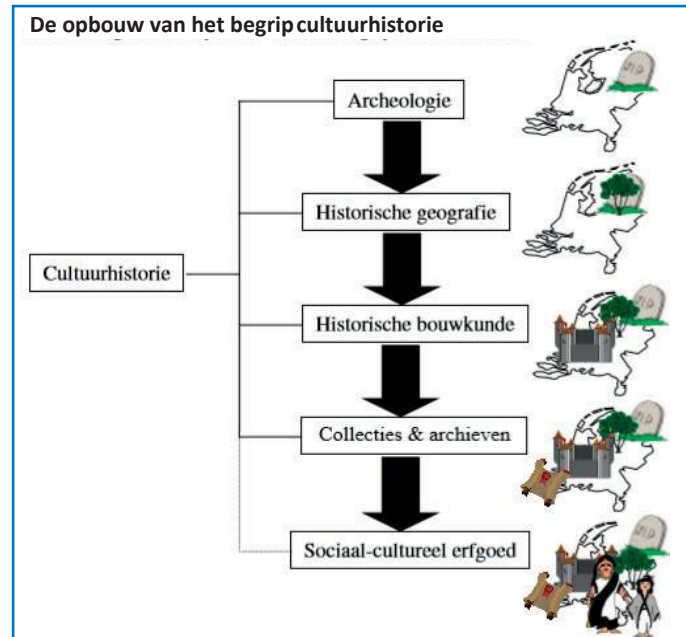 De opbouw van het begrip cultuurhistorie
Archeologie
Historische geografie
Cultuurhistorie
Historische bouwkunde
Collecties & archieven
Sociaal-cultureel erfgoed